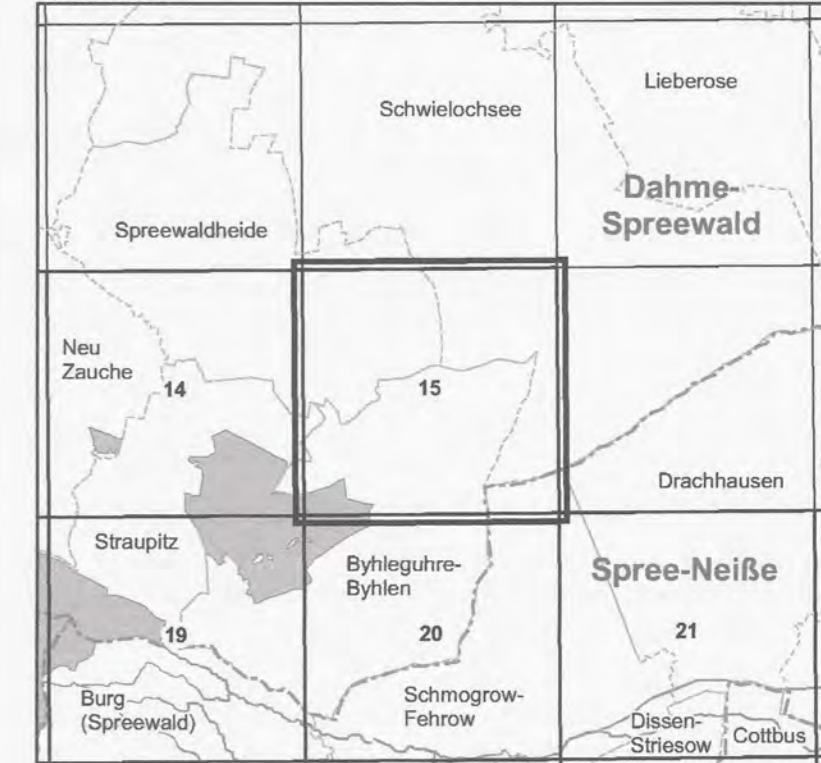 Lieberose
Schwielochsee
Dahme-
Spreewald
Spreewaldheide
Neu
Zauche
14
15
Drachhausen
Straupitz
Byhleguhre-
Byhlen
Spree-Neiße
19
20
21
Burg
(Spreewald)
Schmogrow-
Fehrow
Dissen-
Striesow
Cottbus